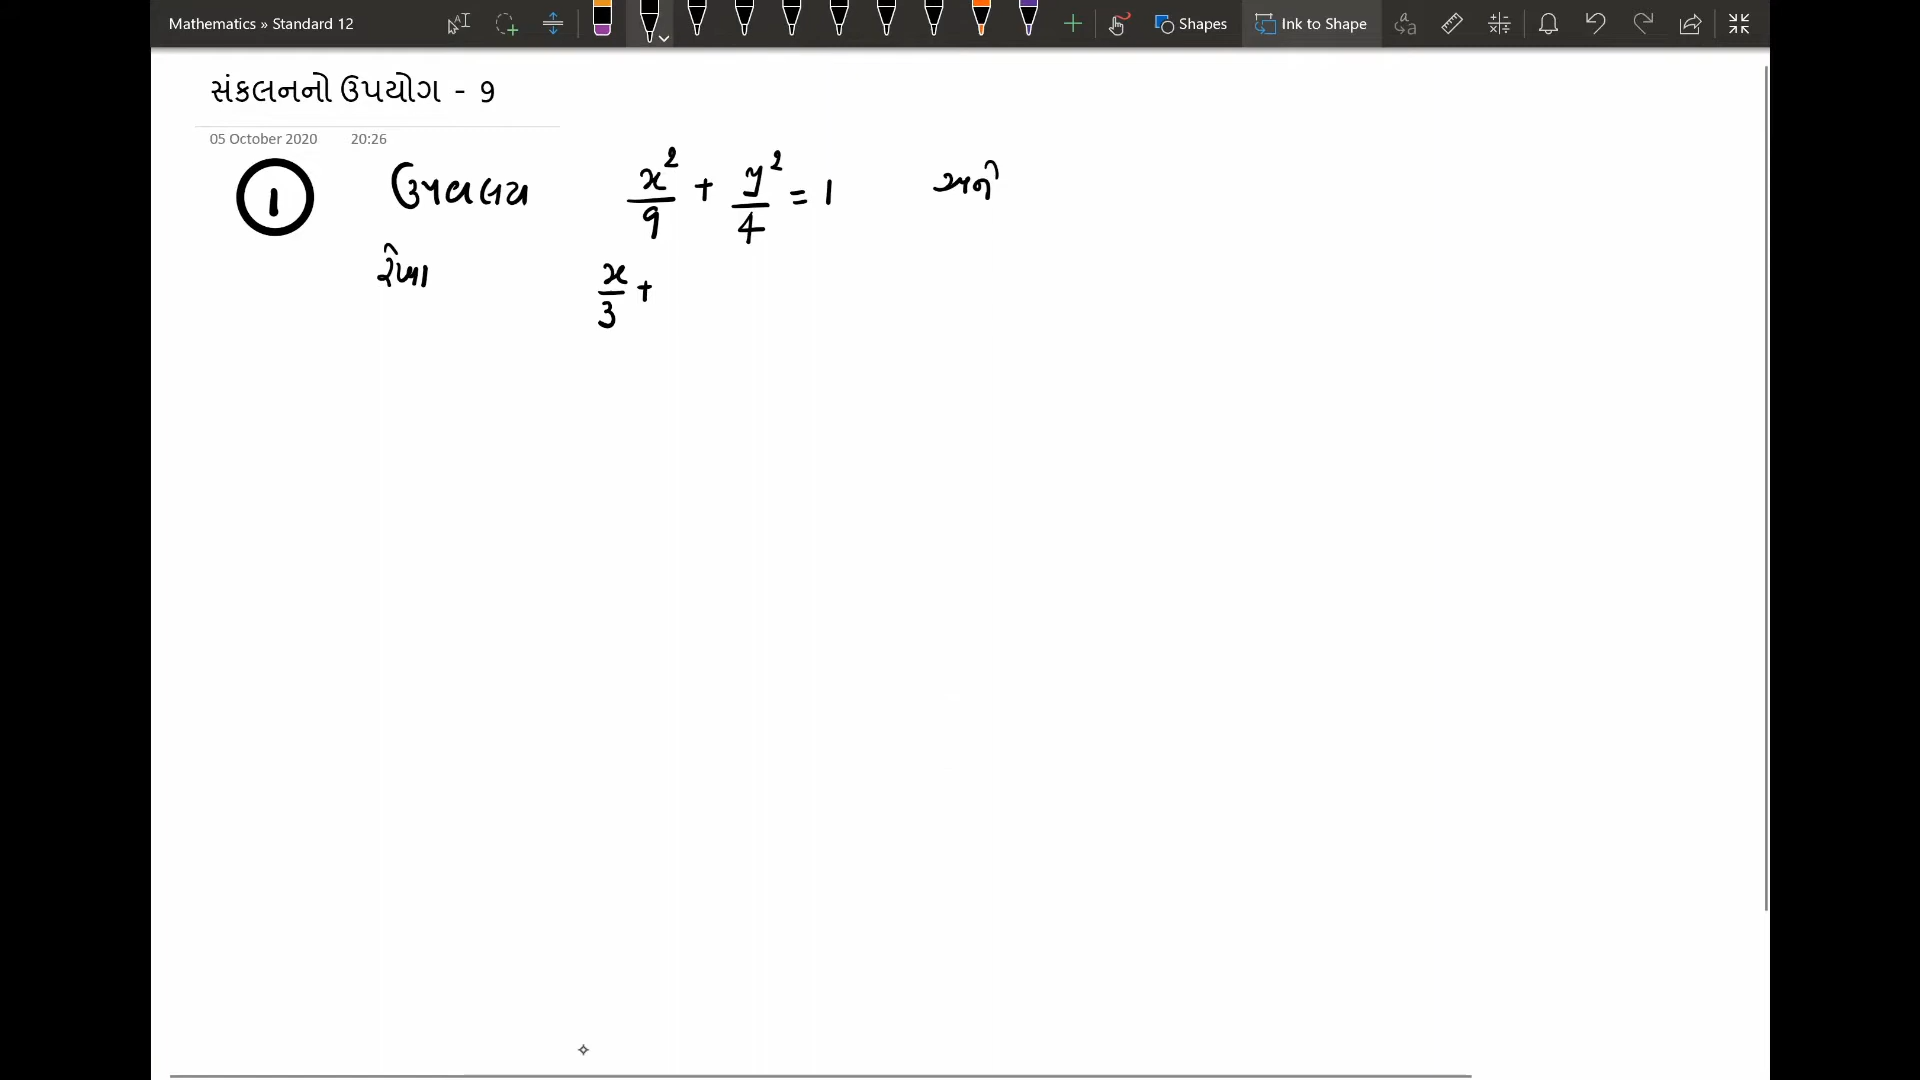 Mathematics » Standard 12
Shapes
Ink to Shape
સંકલનનો ઉપયોગ - 9
05 October 2020 20:26
1 ઉપવલય x²/9 + y²/4 = 1 અને
રેખા x/3 +